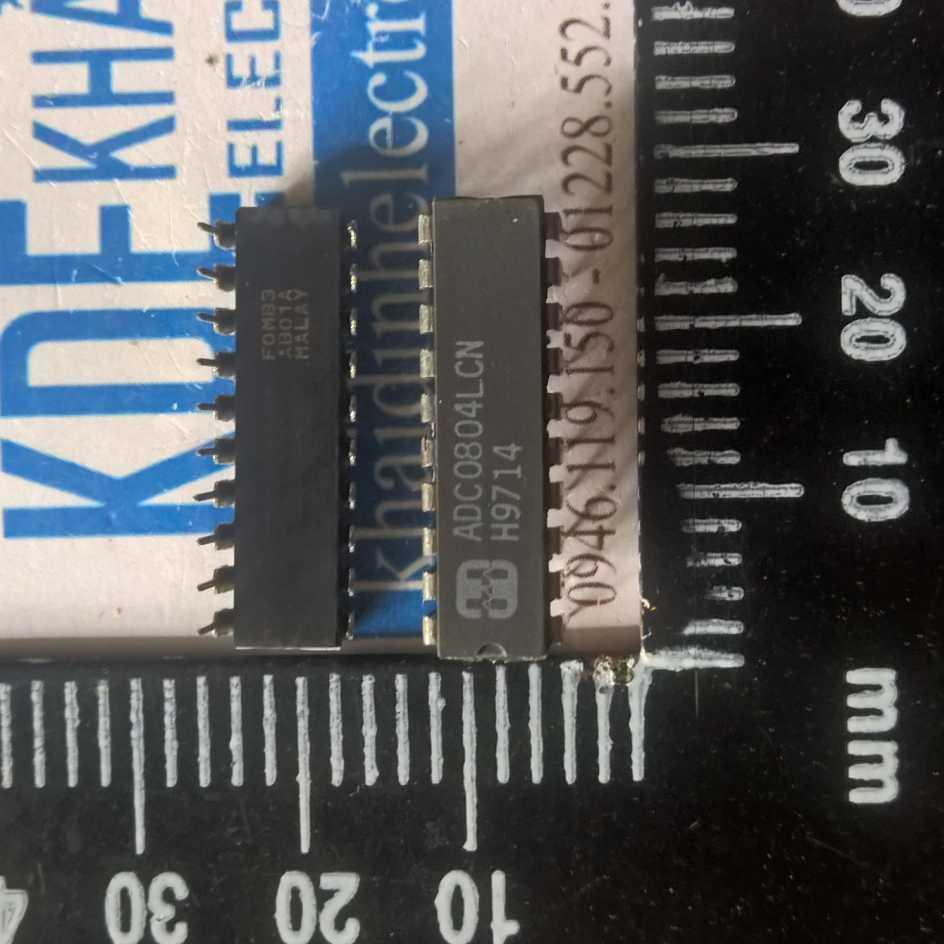 KDE
KHA
ELEC
khaidinhelectr
0946.119.150 - 01228.552.
F0MB3
AB01A
MALAY
ADC0804LCN
H9714
30
20
10
mm
30
20
10